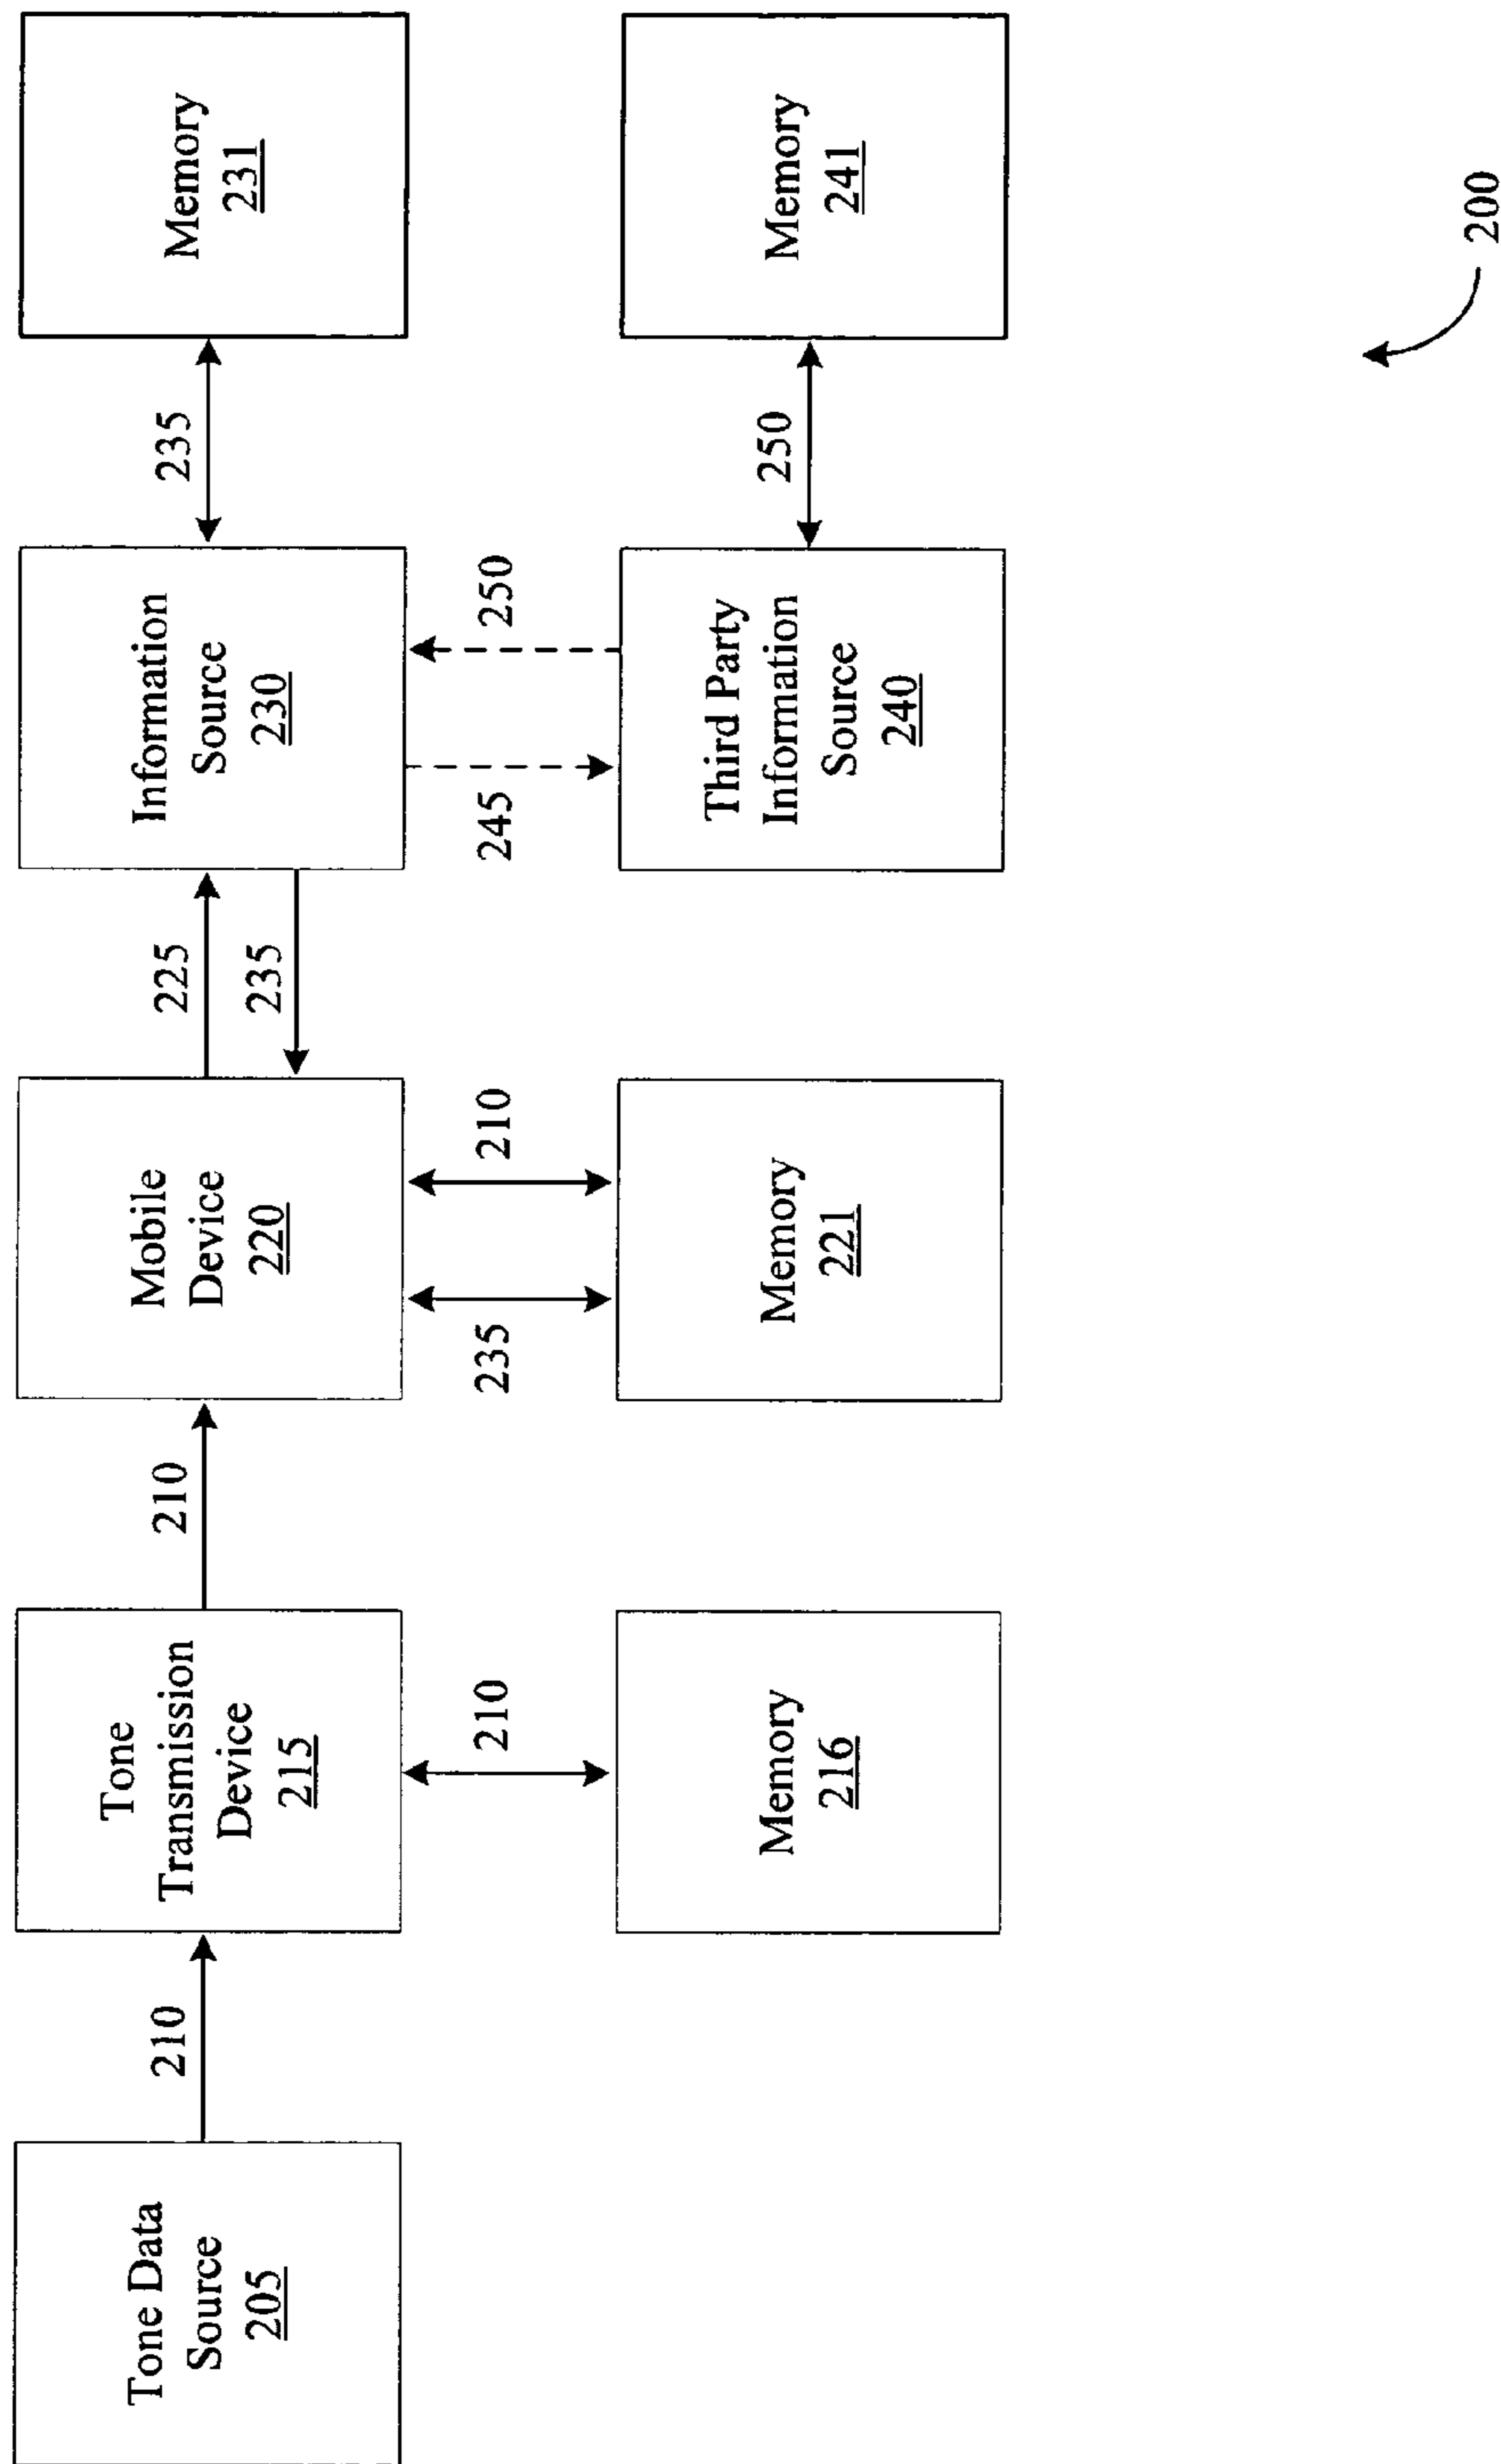 Tone Data
Source
205
210
Tone
Transmission
Device
215
210
Memory
216
210
Mobile
Device
220
235
210
Memory
221
225
235
Information
Source
230
245
250
Third Party
Information
Source
240
235
Memory
231
250
Memory
241
200